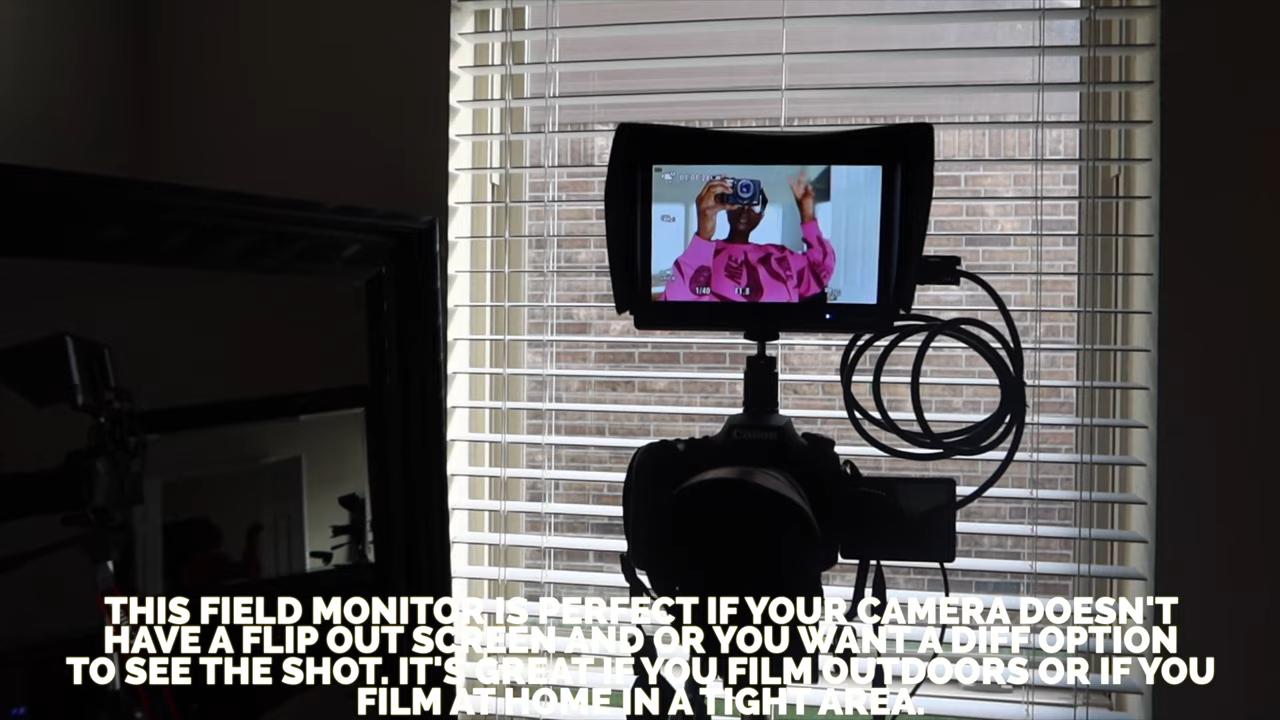 NIKE
1/40 f1.8
Canon
THIS FIELD MONITOR IS PERFECT IF YOUR CAMERA DOESN'T
HAVE A FLIP OUT SCREEN AND OR YOU WANT A DIFF OPTION
TO SEE THE SHOT. IT'S GREAT IF YOU FILM OUTDOORS OR IF YOU
FILM AT HOME IN A TIGHT AREA.